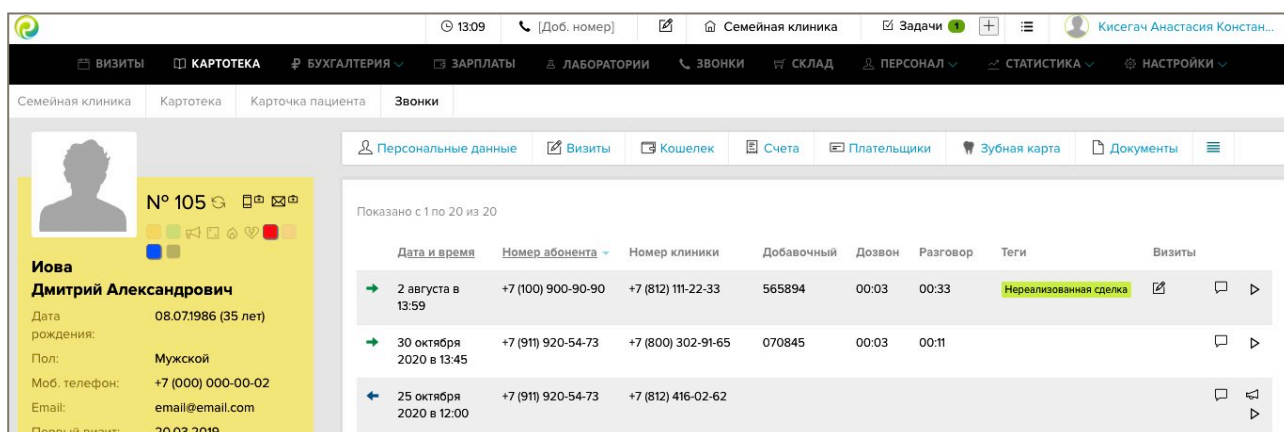 13:09 [Доб. номер] Семейная клиника Задачи 1 Кисегач Анастасия Констан...
ВИЗИТЫ КАРТОТЕКА БУХГАЛТЕРИЯ ЗАРПЛАТЫ ЛАБОРАТОРИИ ЗВОНКИ СКЛАД ПЕРСОНАЛ СТАТИСТИКА НАСТРОЙКИ
Семейная клиника Картотека Карточка пациента Звонки
Персональные данные Визиты Кошелек Счета Плательщики Зубная карта Документы
№ 105
Иова
Дмитрий Александрович
Дата рождения: 08.07.1986 (35 лет)
Пол: Мужской
Моб. телефон: +7 (000) 000-00-02
Email: email@email.com
Первый визит: 20.03.2019
Показано с 1 по 20 из 20
Дата и время Номер абонента Номер клиники Добавочный Дозвон Разговор Теги Визиты
2 августа в 13:59 +7 (100) 900-90-90 +7 (812) 111-22-33 565894 00:03 00:33 Нереализованная сделка
30 октября 2020 в 13:45 +7 (911) 920-54-73 +7 (800) 302-91-65 070845 00:03 00:11
25 октября 2020 в 12:00 +7 (911) 920-54-73 +7 (812) 416-02-62